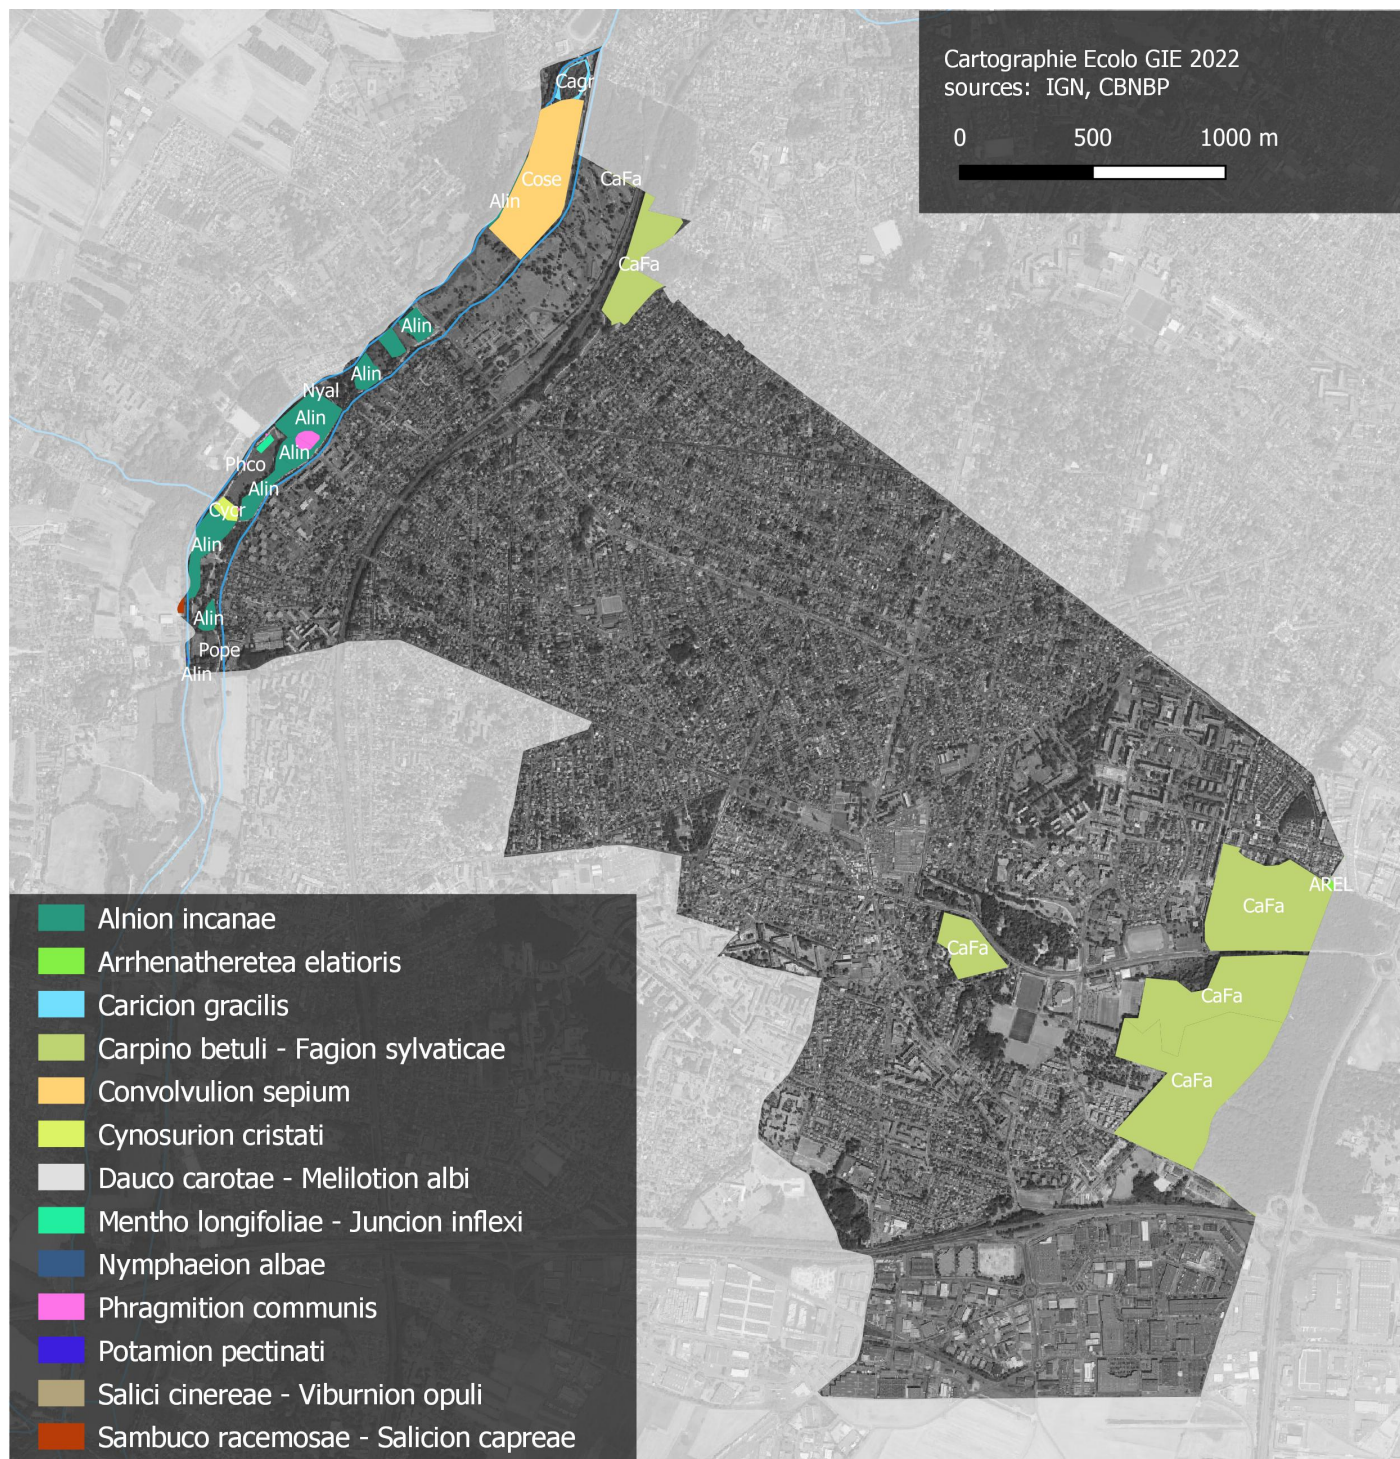 Cartographie Ecolo GIE 2022
sources: IGN, CBNBP
0 500 1000 m
Cagr
Cose
CaFa
Alin
CaFa
Alin
Alin
Nyal
Alin
Alin
Phco
Alin
Cycr
Alin
Alin
Pope
Alin
AREL
CaFa
CaFa
CaFa
CaFa
Alnion incanae
Arrhenatheretea elatioris
Caricion gracilis
Carpino betuli - Fagion sylvaticae
Convolvulion sepium
Cynosurion cristati
Dauco carotae - Melilotion albi
Mentho longifoliae - Juncion inflexi
Nymphaeion albae
Phragmition communis
Potamion pectinati
Salici cinereae - Viburnion opuli
Sambuco racemosae - Salicion capreae